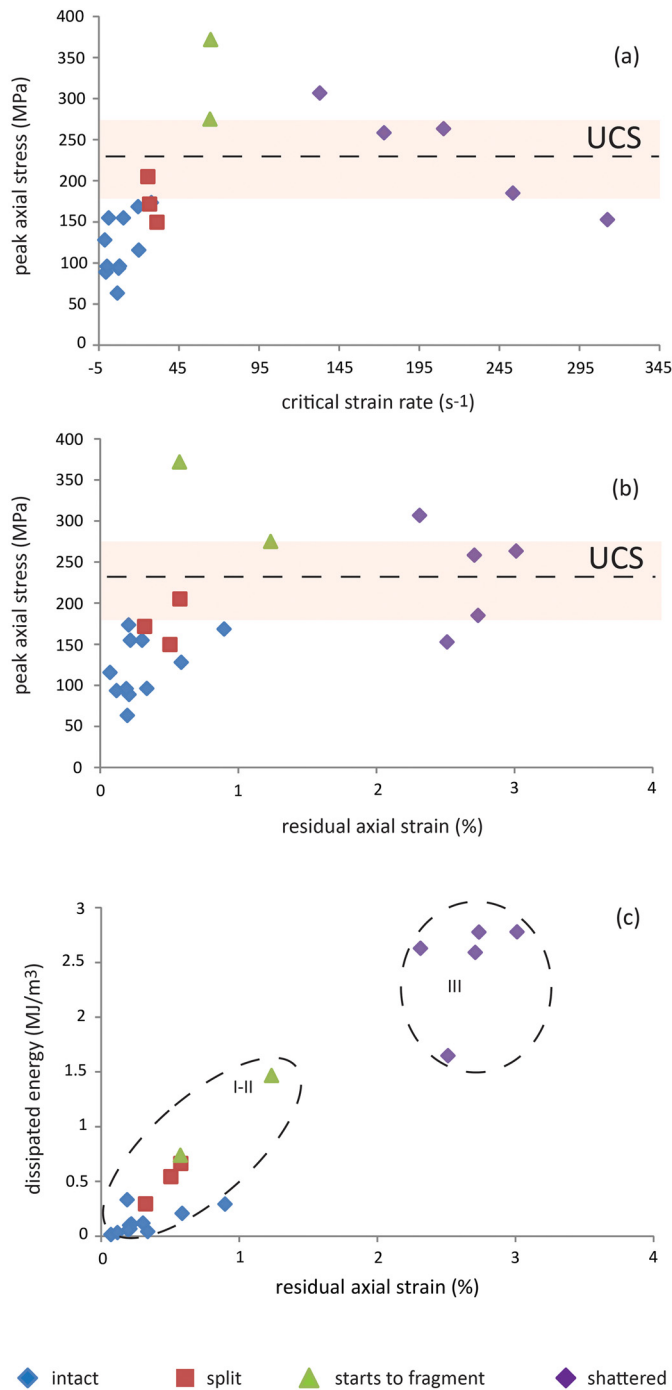 400
(a)
350
300
250
UCS
200
150
100
50
0
peak axial stress (MPa)
-5 45 95 145 195 245 295 345
critical strain rate (s-1)
400
(b)
350
300
250
UCS
200
150
100
50
0
peak axial stress (MPa)
0 1 2 3 4
residual axial strain (%)
3
(c)
2.5
III
2
1.5
I-II
1
0.5
0
dissipated energy (MJ/m3)
0 1 2 3 4
residual axial strain (%)
intact split starts to fragment shattered